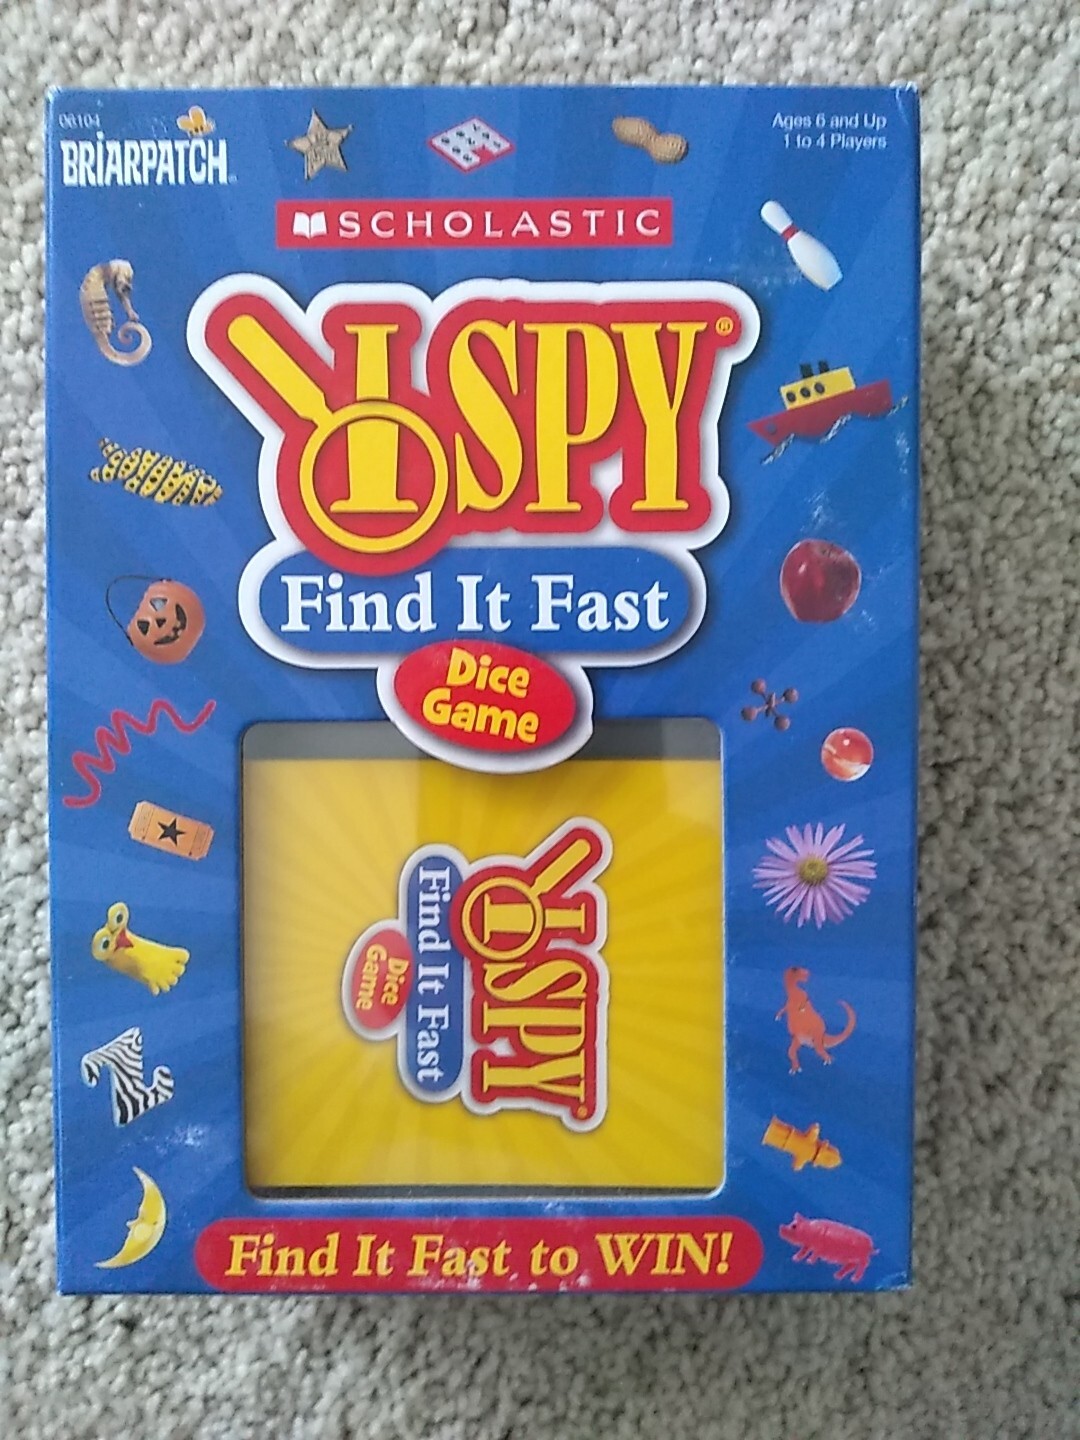 06104
BRIARPATCH
Ages 6 and Up
1 to 4 Players
SCHOLASTIC
I SPY®
Find It Fast
Dice
Game
I SPY®
Find It Fast
Dice
Game
Find It Fast to WIN!